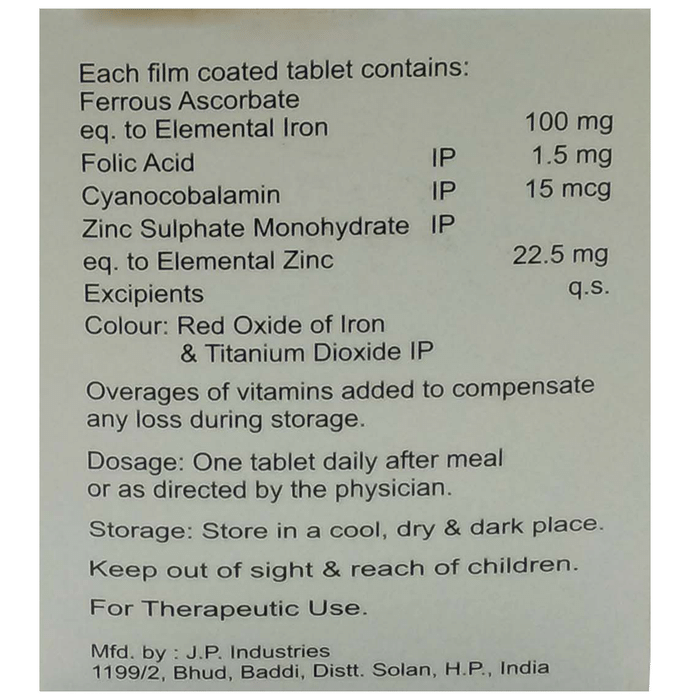 Each film coated tablet contains:
Ferrous Ascorbate
eq. to Elemental Iron 100 mg
Folic Acid IP 1.5 mg
Cyanocobalamin IP 15 mcg
Zinc Sulphate Monohydrate IP
eq. to Elemental Zinc 22.5 mg
Excipients q.s.
Colour: Red Oxide of Iron
& Titanium Dioxide IP
Overages of vitamins added to compensate
any loss during storage.
Dosage: One tablet daily after meal
or as directed by the physician.
Storage: Store in a cool, dry & dark place.
Keep out of sight & reach of children.
For Therapeutic Use.
Mfd. by : J.P. Industries
1199/2, Bhud, Baddi, Distt. Solan, H.P., India